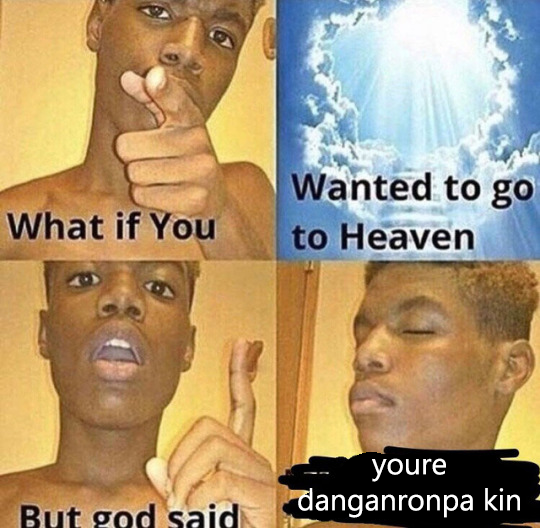 What if You
Wanted to go
to Heaven
But god said
youre
danganronpa kin